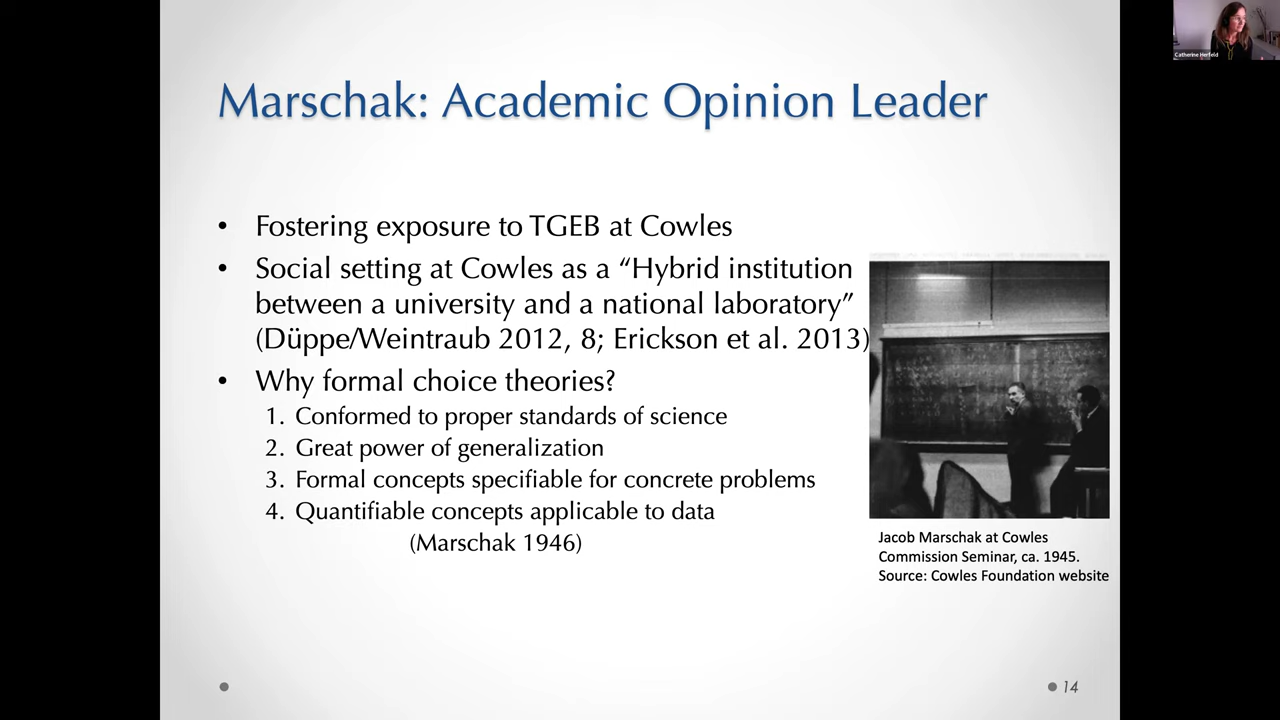 Catherine Herfeld
Marschak: Academic Opinion Leader
• Fostering exposure to TGEB at Cowles
• Social setting at Cowles as a “Hybrid institution
between a university and a national laboratory”
(Düppe/Weintraub 2012, 8; Erickson et al. 2013)
• Why formal choice theories?
1. Conformed to proper standards of science
2. Great power of generalization
3. Formal concepts specifiable for concrete problems
4. Quantifiable concepts applicable to data
(Marschak 1946)
Jacob Marschak at Cowles
Commission Seminar, ca. 1945.
Source: Cowles Foundation website
14